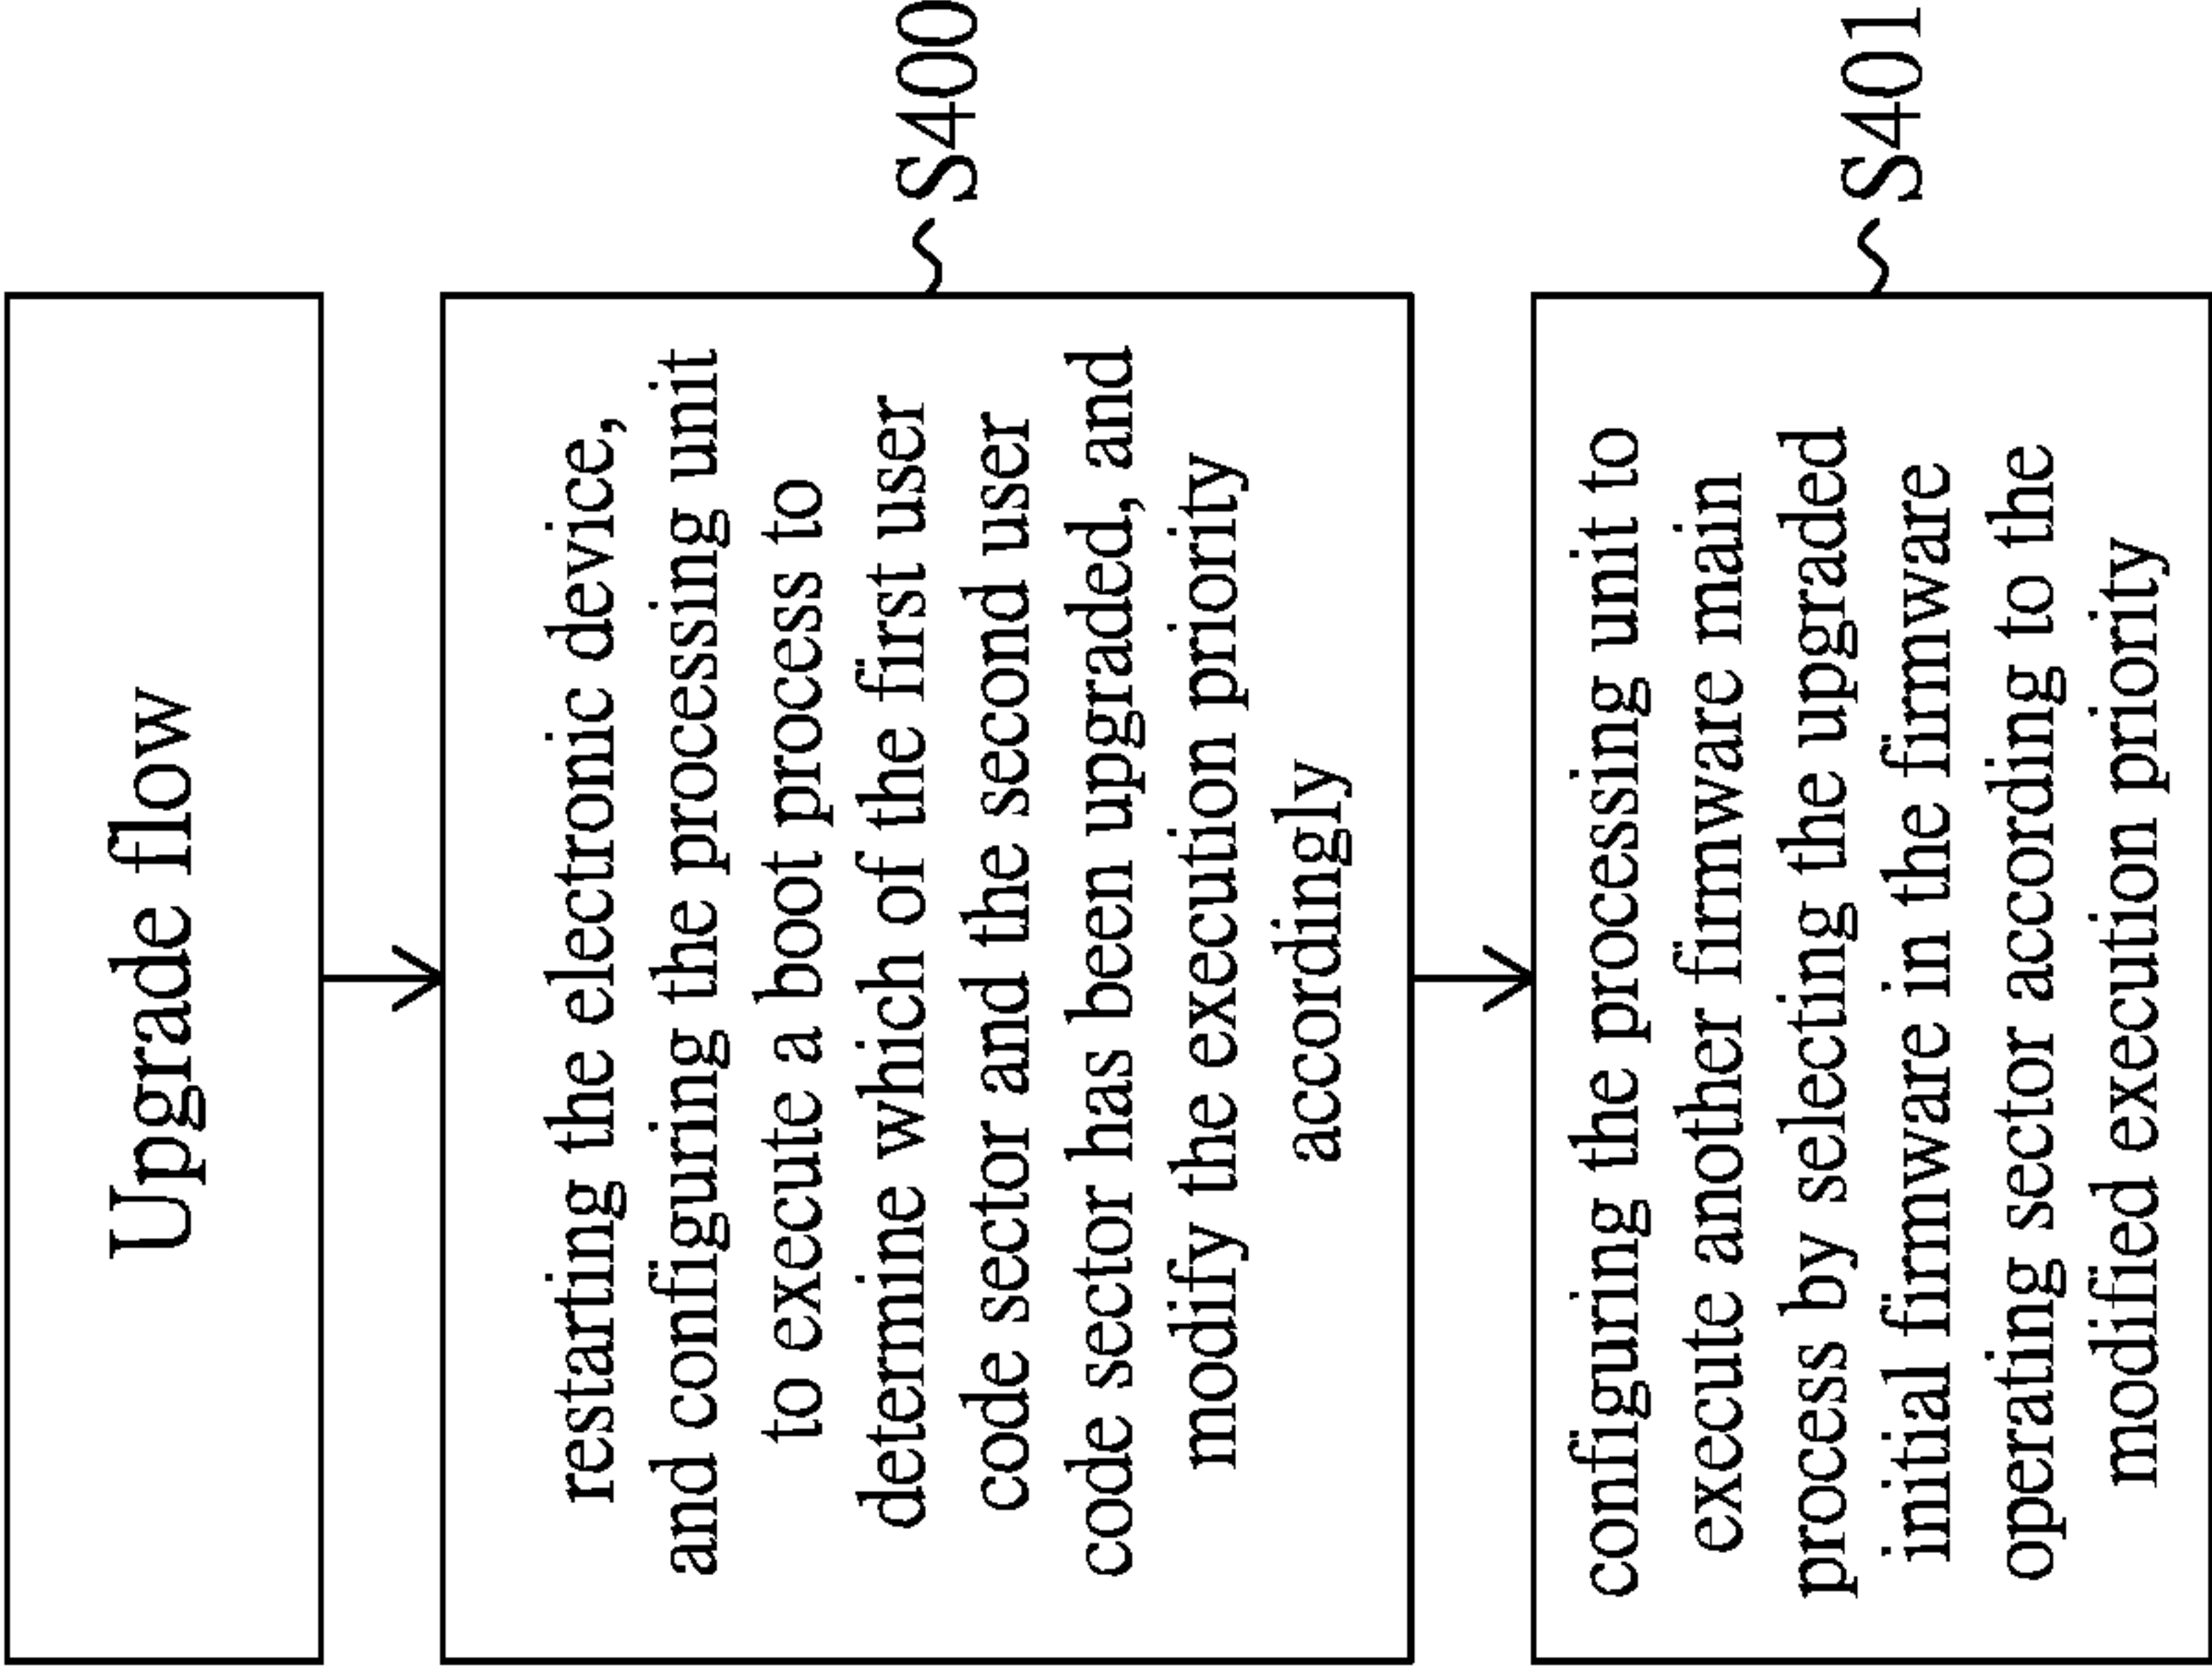 Upgrade flow
restarting the electronic device,
and configuring the processing unit
to execute a boot process to
determine which of the first user
code sector and the second user
code sector has been upgraded, and
modify the execution priority
accordingly
S400
configuring the processing unit to
execute another firmware main
process by selecting the upgraded
initial firmware in the firmware
operating sector according to the
modified execution priority
S401